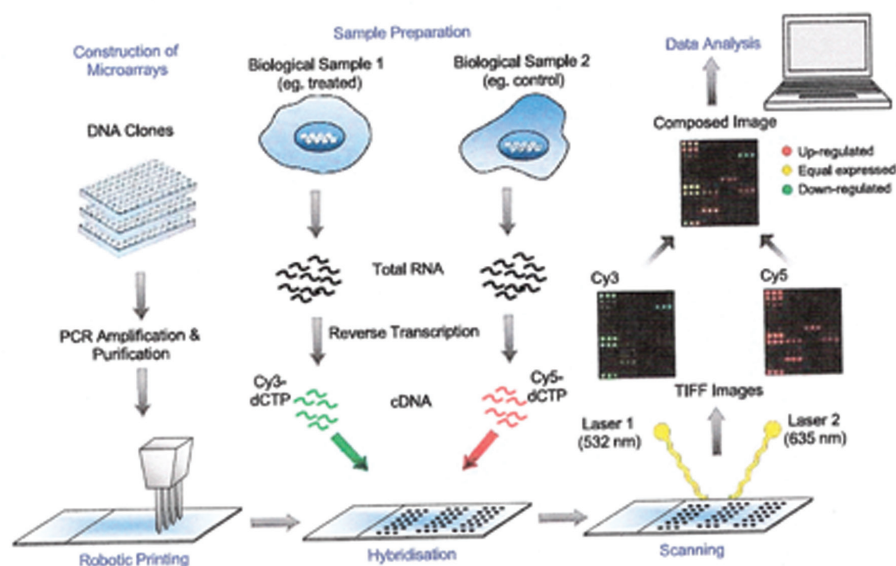 Construction of
Microarrays
DNA Clones
PCR Amplification &
Purification
Robotic Printing
Sample Preparation
Biological Sample 1
(eg. treated)
Biological Sample 2
(eg. control)
Total RNA
Reverse Transcription
Cy3-
dCTP
cDNA
Cy5-
dCTP
Hybridisation
Data Analysis
Composed Image
Up-regulated
Equal expressed
Down-regulated
Cy3
Cy5
TIFF Images
Laser 1
(532 nm)
Laser 2
(635 nm)
Scanning